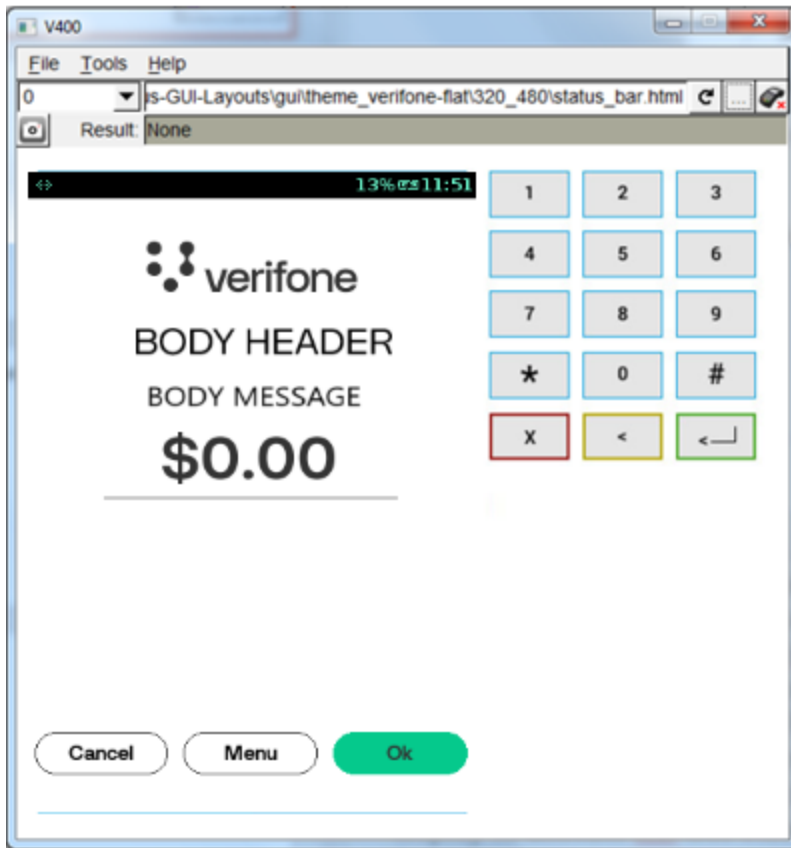 V400
File Tools Help
0 is-GUI-Layouts\gui\theme_verifone-flat\320_480\status_bar.html
Result: None
13% 11:51
1 2 3
verifone
4 5 6
BODY HEADER
7 8 9
BODY MESSAGE
* 0 #
$0.00
X < <
Cancel Menu Ok